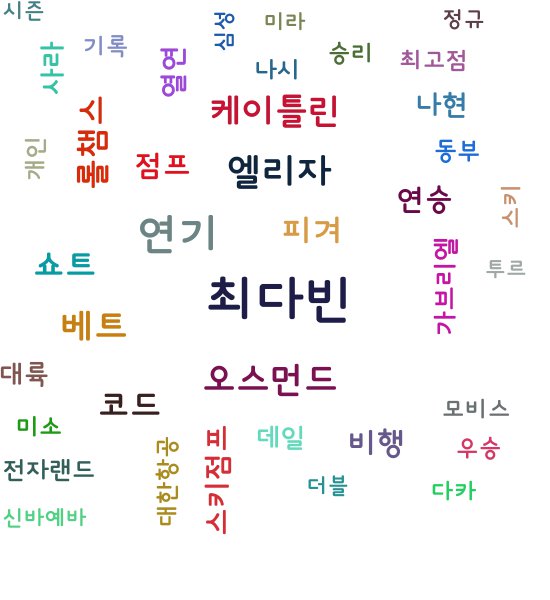 시즌
심성
미라
정규
사라
기록
열연
나시
승리
최고점
롤챔스
케이틀린
나현
개인
점프
엘리자
동부
연승
스키
연기
피겨
쇼트
가브리엘
투르
최다빈
베트
대륙
코드
오스먼드
모비스
미소
데일
비행
우승
전자랜드
대한항공
스키점프
더블
다카
신바예바